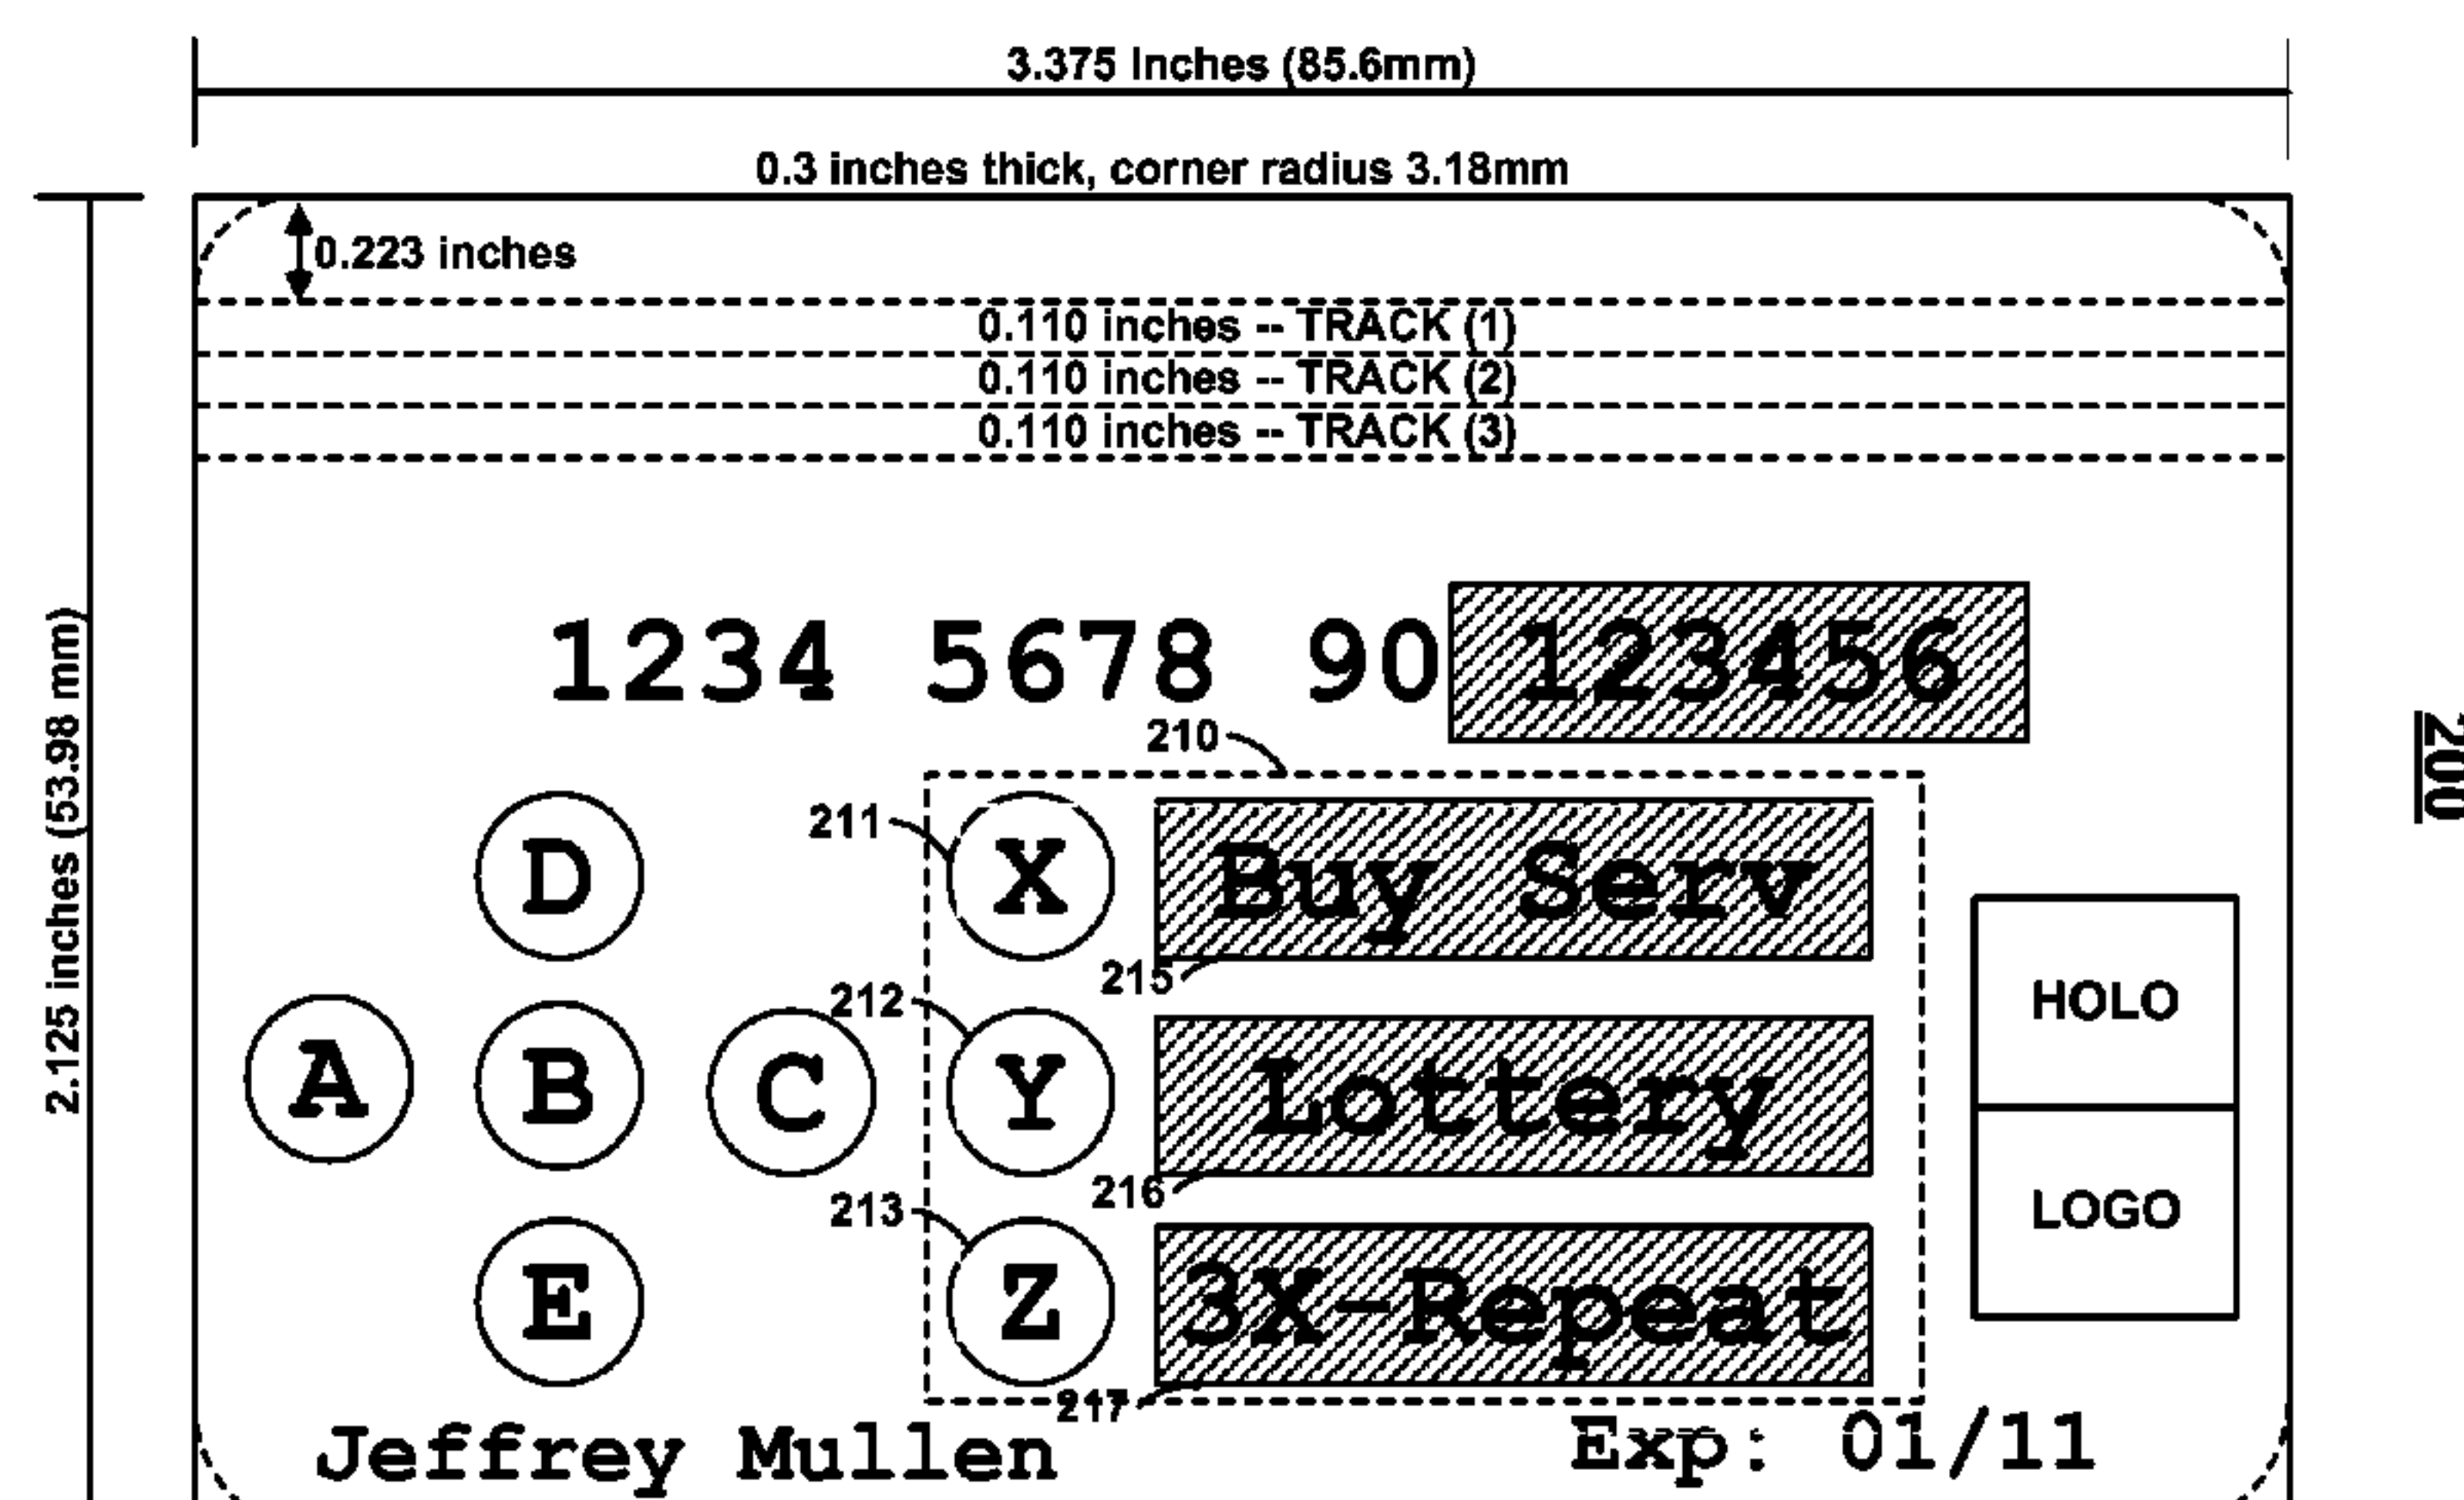 3.375 Inches (85.6mm)
0.3 inches thick, corner radius 3.18mm
0.223 inches
0.110 inches -- TRACK (1)
0.110 inches -- TRACK (2)
0.110 inches -- TRACK (3)
2.125 inches (53.98 mm)
1234 5678 90 123456
210
200
211
D X Buy Serv
215
212
HOLO
A B C Y Lottery
216
213
LOGO
E Z 3X-Repeat
217
Jeffrey Mullen Exp: 01/11